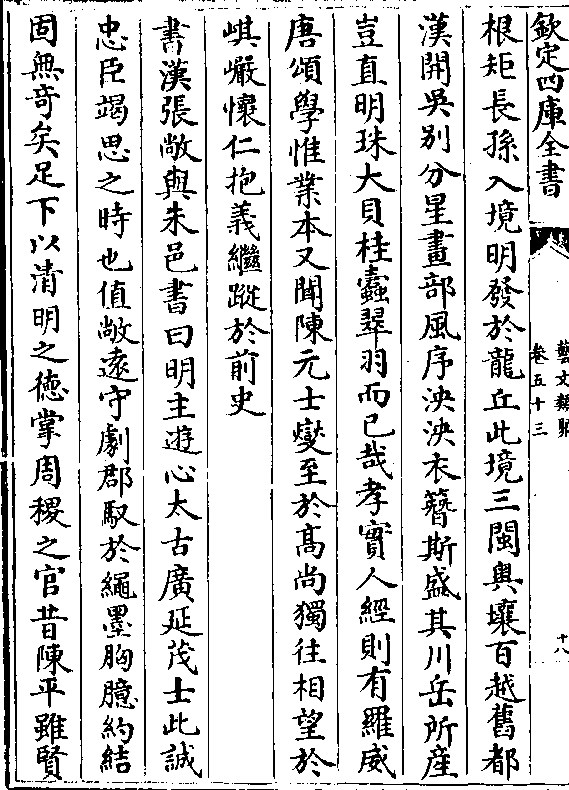 欽定四庫全書
藝文類聚
卷五十三
十八
根矩長孫入境明發於龍丘此境三閩輿壤百越舊都
漢開吳別分星畫部風序泱泱衣簪斯盛其川岳所産
豈直明珠大貝桂蠹翠羽而已哉孝實人經則有羅威
唐頌學惟業本又聞陳元士燮至於髙尚獨往相望於
岐巖懷仁抱義繼蹤於前史
書漢張敞與朱邑書曰明主遊心太古廣延茂士此誠
忠臣竭思之時也值敞遠守劇郡馭於繩墨胸臆約結
固無竒矣足下以清明之徳掌周稷之官昔陳平雖賢